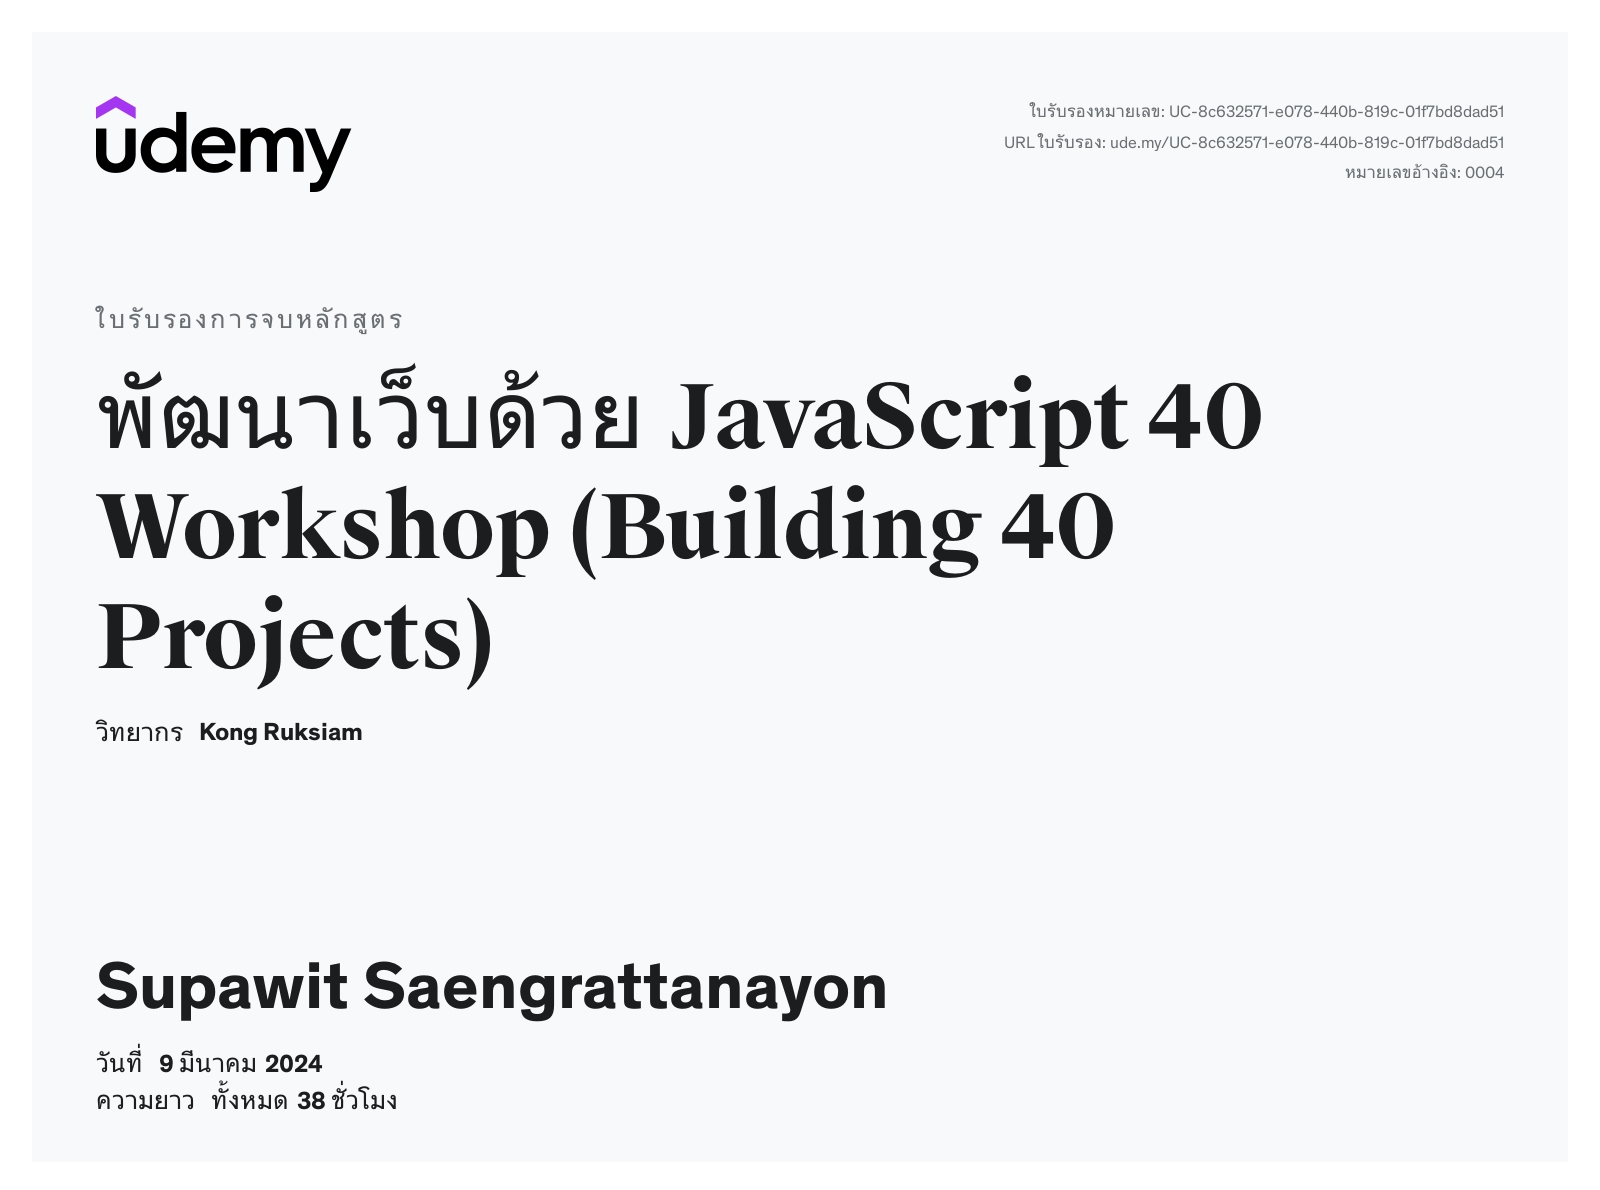 udemy
ใบรับรองหมายเลข: UC-8c632571-e078-440b-819c-01f7bd8dad51
URLใบรับรอง: ude.my/UC-8c632571-e078-440b-819c-01f7bd8dad51
หมายเลขอ้างอิง: 0004
ใบรับรองการจบหลักสูตร
พัฒนาเว็บด้วย JavaScript 40
Workshop (Building 40
Projects)
วิทยากร Kong Ruksiam
Supawit Saengrattanayon
วันที่ 9 มีนาคม 2024
ความยาว ทั้งหมด 38 ชั่วโมง